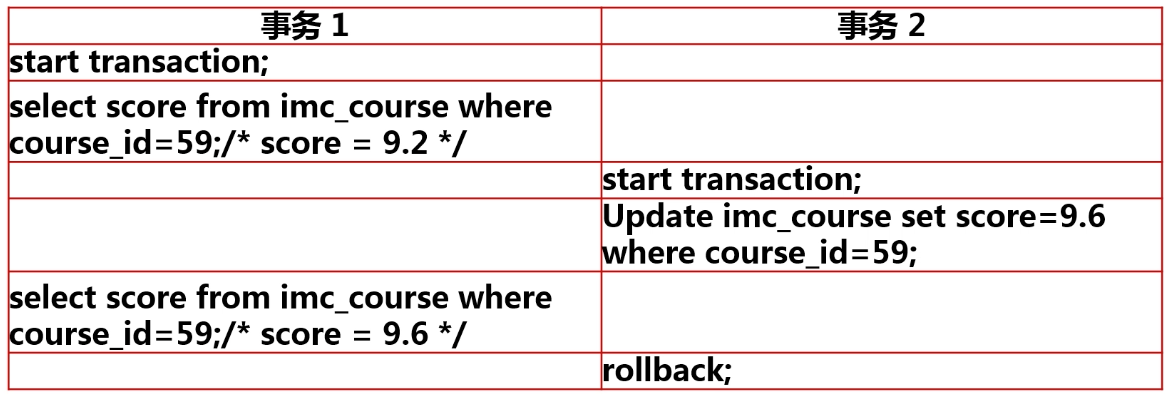 事务 1
事务 2
start transaction;
select score from imc_course where
course_id=59;/* score = 9.2 */
start transaction;
Update imc_course set score=9.6
where course_id=59;
select score from imc_course where
course_id=59;/* score = 9.6 */
rollback;